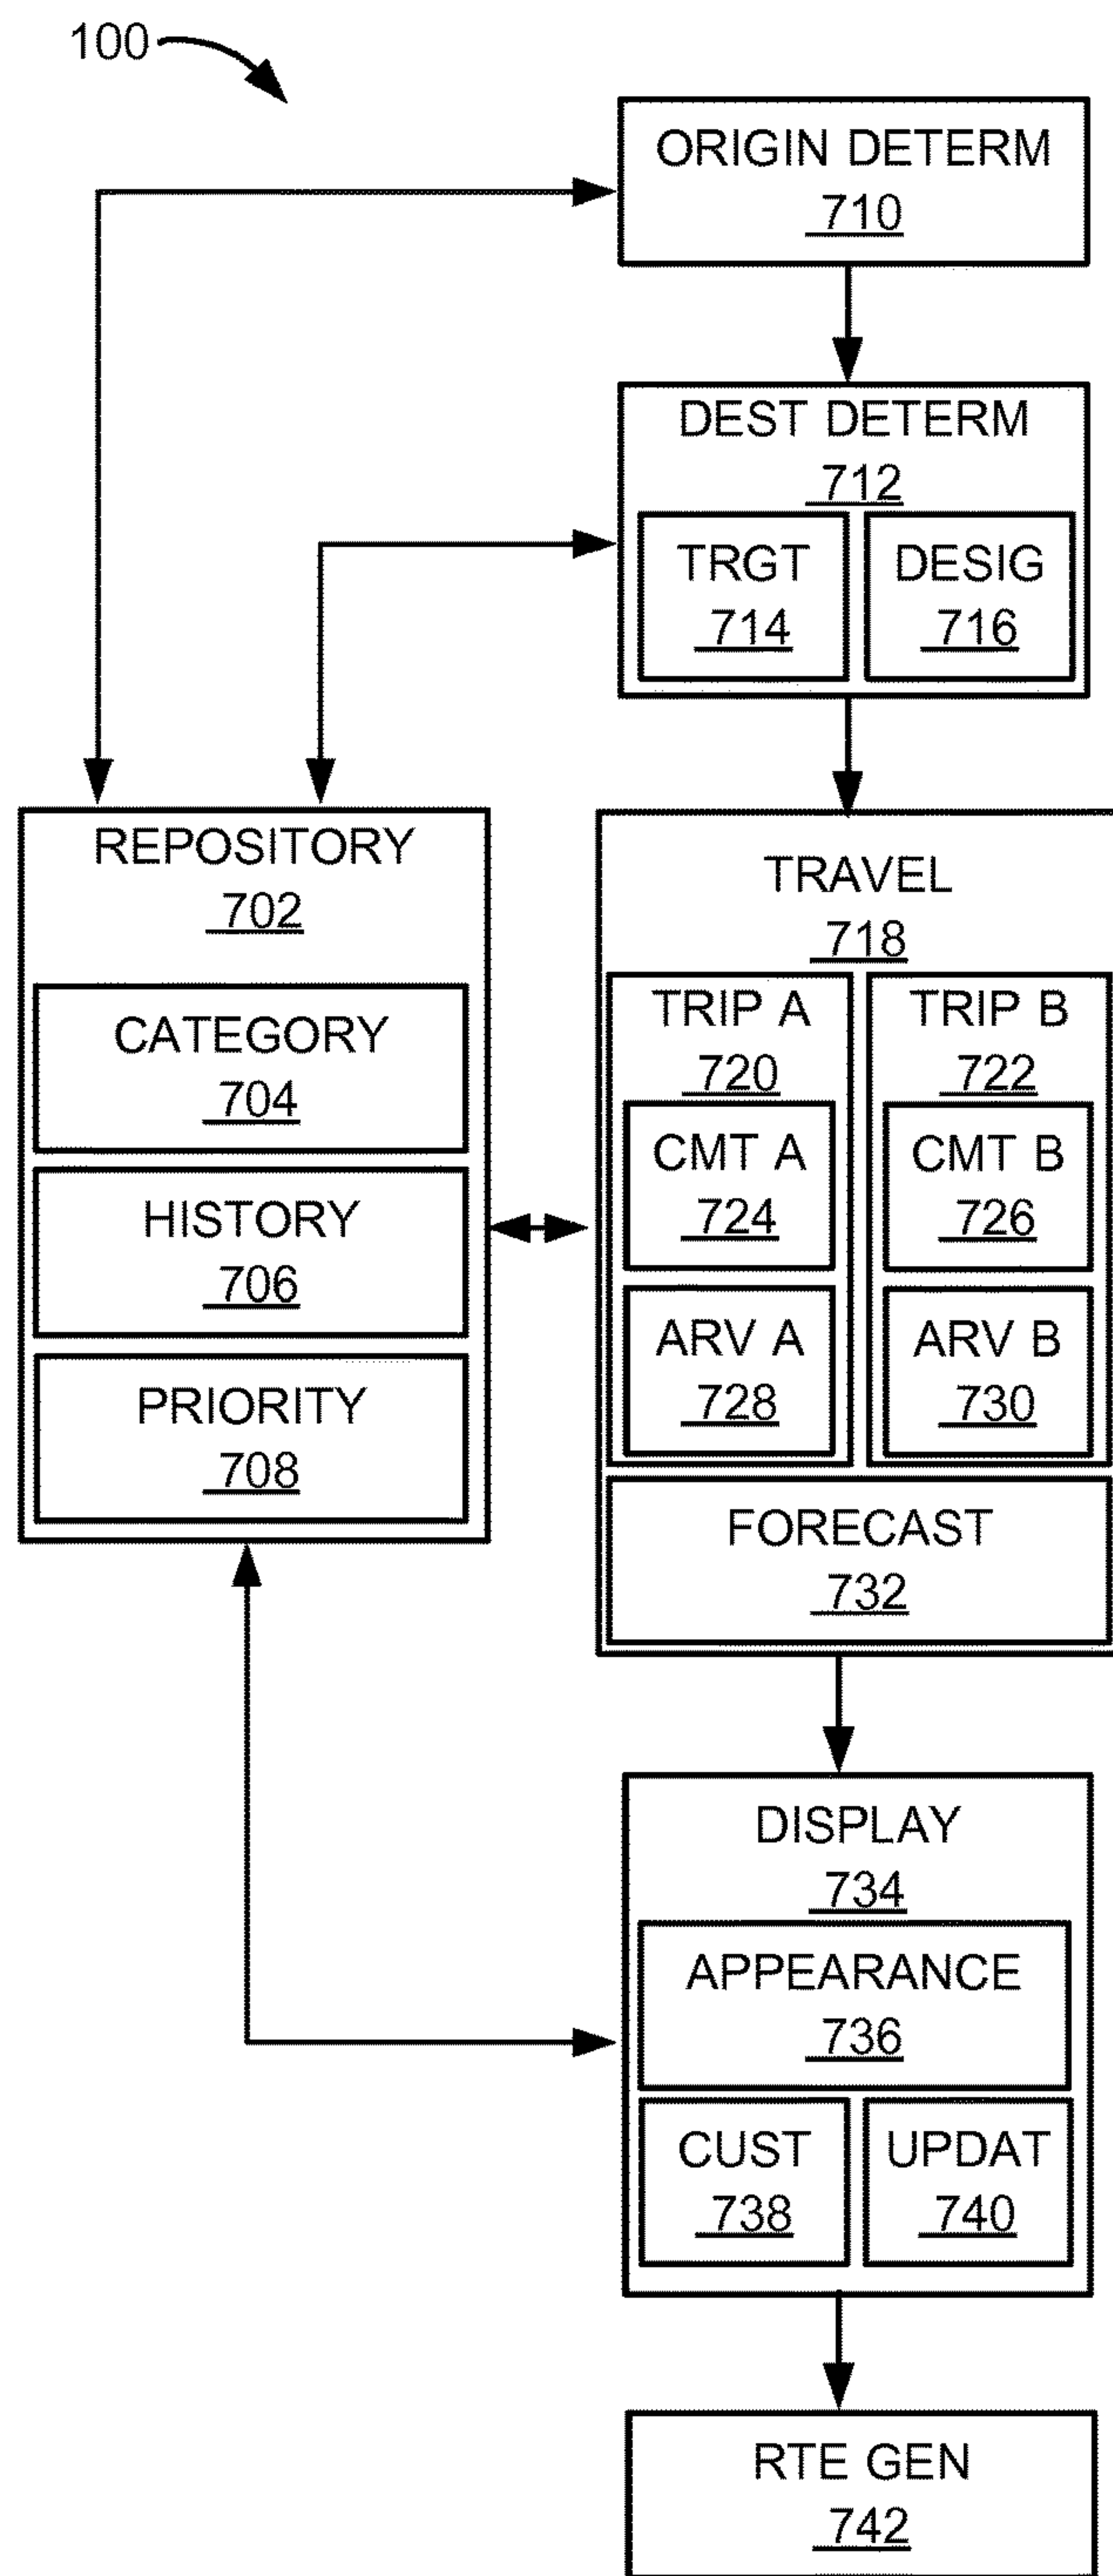 100
ORIGIN DETERM
710
DEST DETERM
712
TRGT
714
DESIG
716
REPOSITORY
702
CATEGORY
704
HISTORY
706
PRIORITY
708
TRAVEL
718
TRIP A
720
CMT A
724
ARV A
728
TRIP B
722
CMT B
726
ARV B
730
FORECAST
732
DISPLAY
734
APPEARANCE
736
CUST
738
UPDAT
740
RTE GEN
742